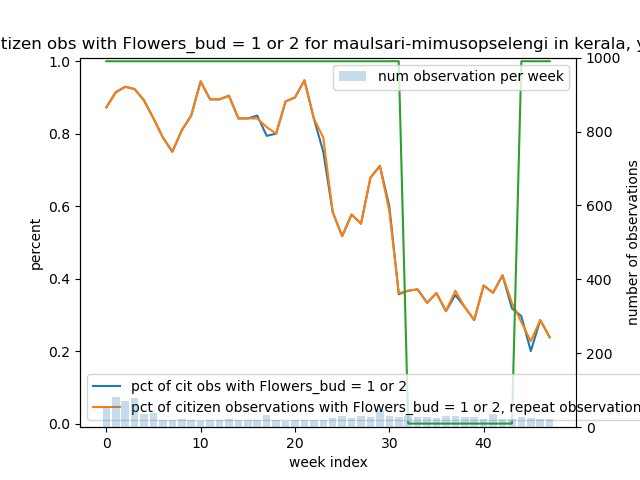 tizen obs with Flowers_bud = 1 or 2 for maulsari-mimusopselengi in kerala, y
1.0
0.8
0.6
0.4
0.2
0.0
percent
1000
800
600
400
200
0
number of observations
num observation per week
pct of cit obs with Flowers_bud = 1 or 2
pct of citizen observations with Flowers_bud = 1 or 2, repeat observation
0 10 20 30 40
week index